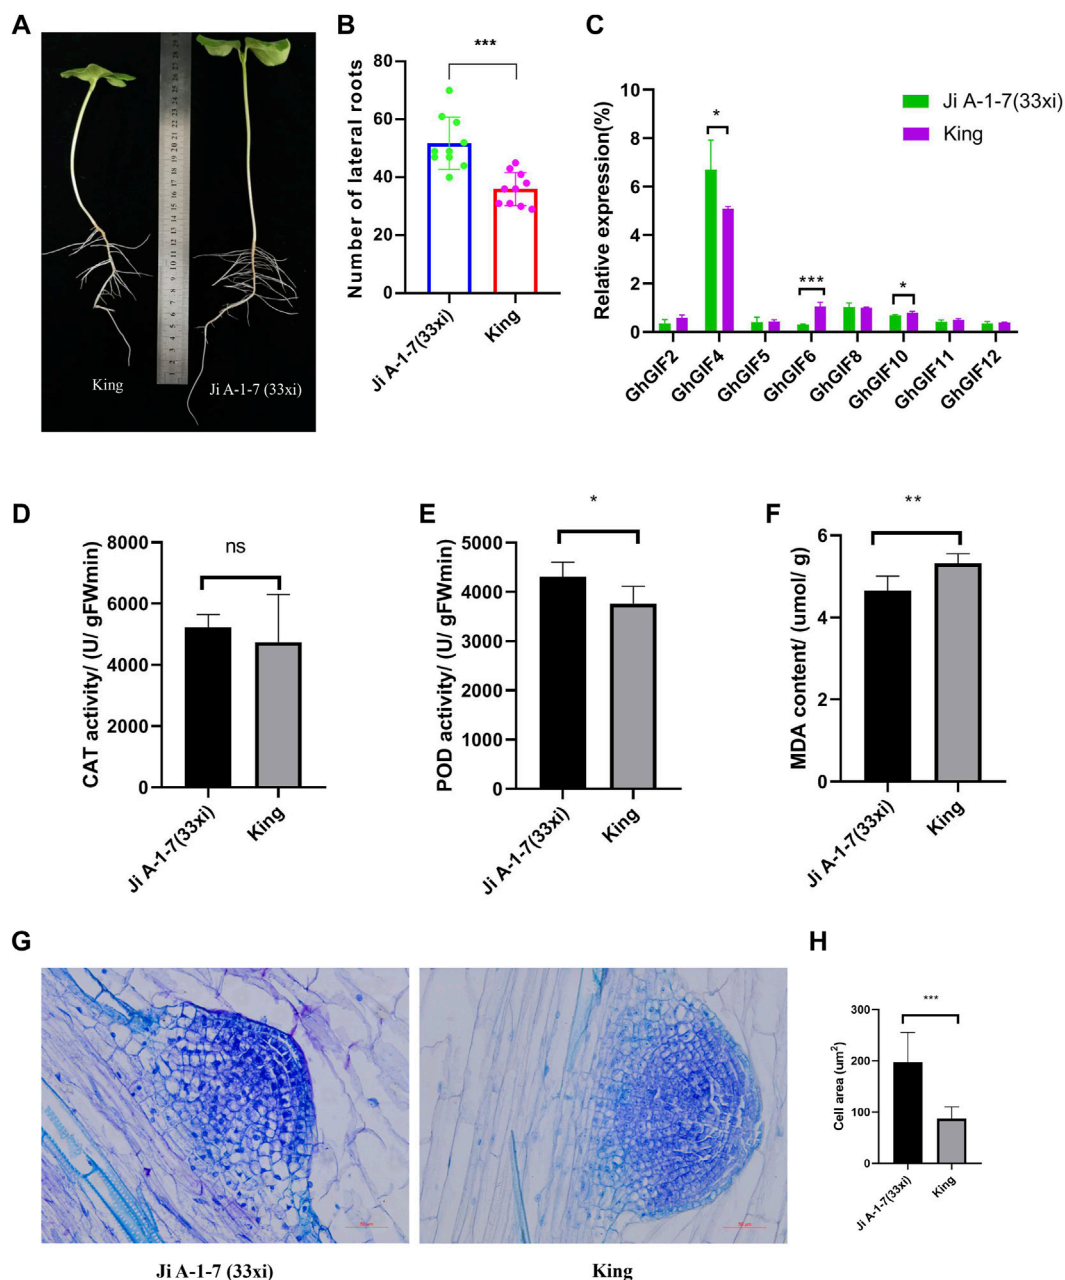 A
King
Ji A-1-7 (33xi)
B
***
Number of lateral roots
80
60
40
20
0
Ji A-1-7(33xi)
King
C
Ji A-1-7(33xi)
King
Relative expression(%)
10
8
6
4
2
0
*
***
*
GhGIF2
GhGIF4
GhGIF5
GhGIF6
GhGIF8
GhGIF10
GhGIF11
GhGIF12
D
ns
CAT activity/ (U/ gFWmin)
8000
6000
4000
2000
0
Ji A-1-7(33xi)
King
E
*
POD activity/ (U/ gFWmin)
5000
4000
3000
2000
1000
0
Ji A-1-7(33xi)
King
F
**
MDA content/ (umol/ g)
6
4
2
0
Ji A-1-7(33xi)
King
G
Ji A-1-7 (33xi)
King
H
***
Cell area (um²)
300
200
100
0
Ji A-1-7(33xi)
King